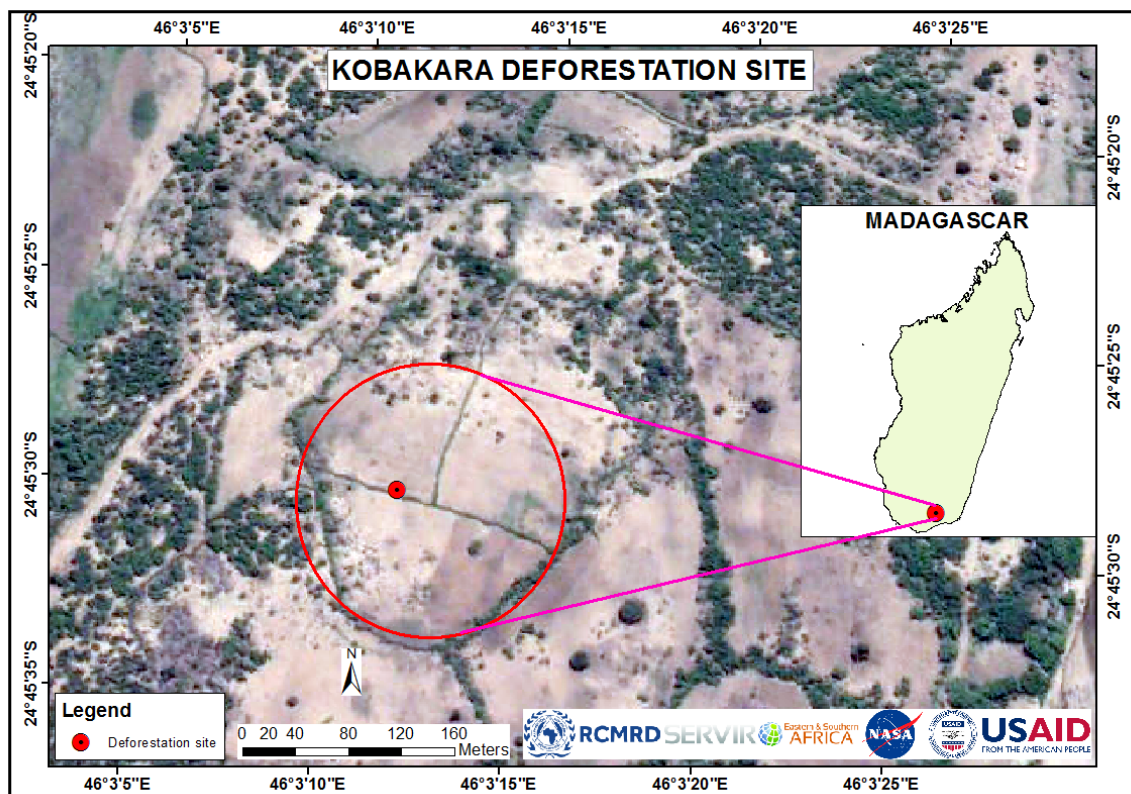 46°3'5"E 46°3'10"E 46°3'15"E 46°3'20"E 46°3'25"E
KOBAKARA DEFORESTATION SITE
24°45'20"S
24°45'25"S
24°45'30"S
24°45'35"S
24°45'20"S
24°45'25"S
24°45'30"S
MADAGASCAR
N
Legend
Deforestation site
0 20 40 80 120 160
Meters
RCMRD SERVIR Eastern & Southern
AFRICA
NASA
USAID
FROM THE AMERICAN PEOPLE
46°3'5"E 46°3'10"E 46°3'15"E 46°3'20"E 46°3'25"E